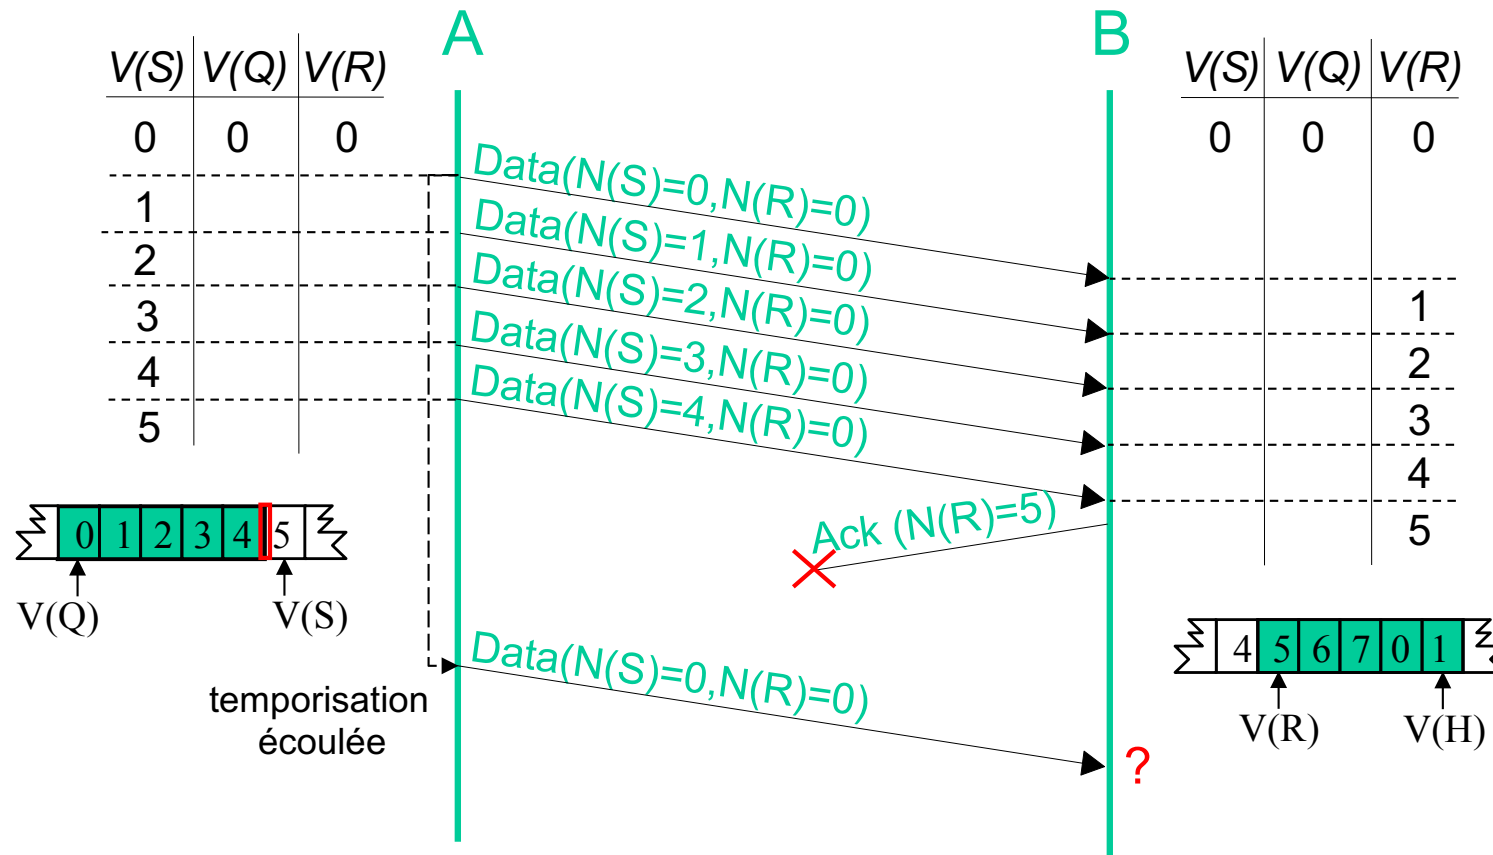 A
B
V(S) V(Q) V(R)
V(S) V(Q) V(R)
0 0 0
0 0 0
Data(N(S)=0,N(R)=0)
1
Data(N(S)=1,N(R)=0)
2
Data(N(S)=2,N(R)=0)
1
3
Data(N(S)=3,N(R)=0)
2
4
Data(N(S)=4,N(R)=0)
3
5
4
Ack (N(R)=5)
5
0 1 2 3 4 5
V(Q) V(S)
4 5 6 7 0 1
V(R) V(H)
Data(N(S)=0,N(R)=0)
temporisation
écoulée
?